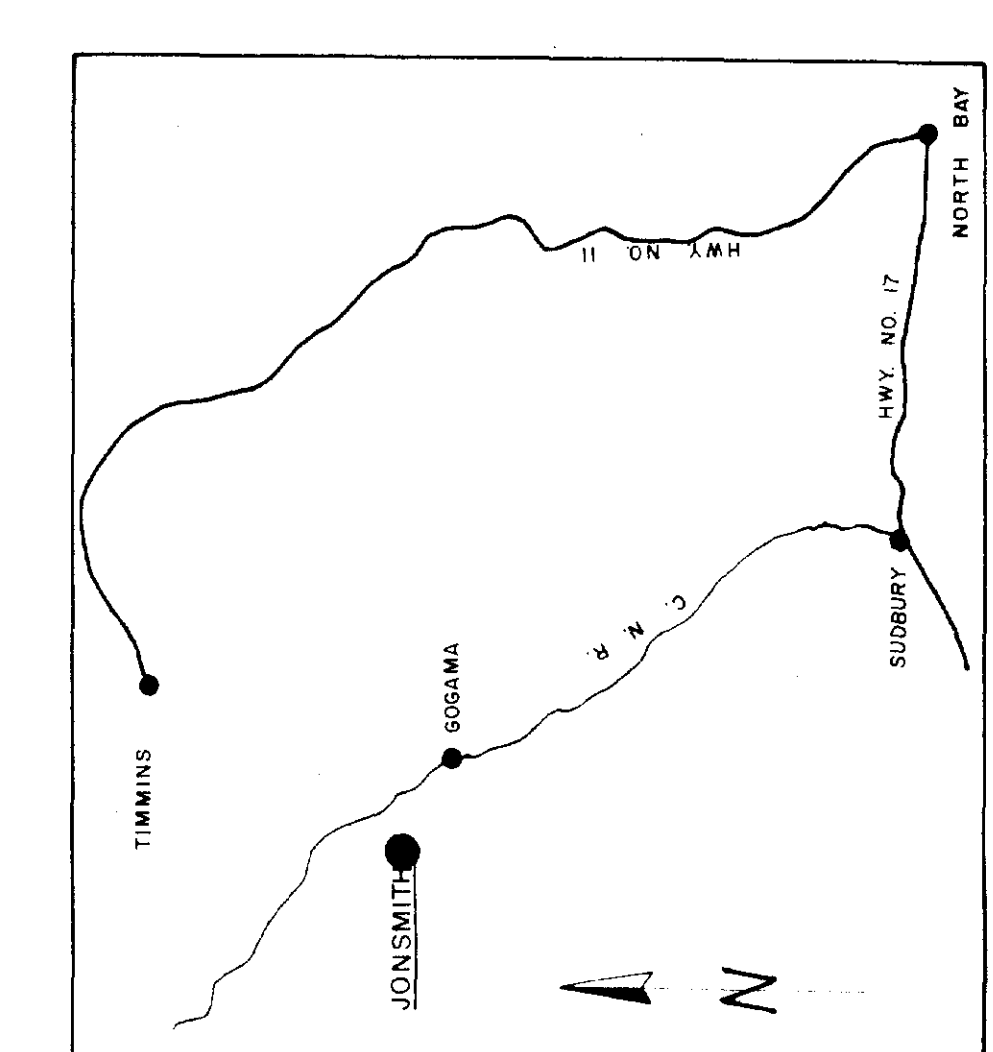 NORTH BAY
HWY NO. 11
HWY. NO. 17
SUDBURY
C. N. R.
GOGAMA
TIMMINS
JONSMITH
N